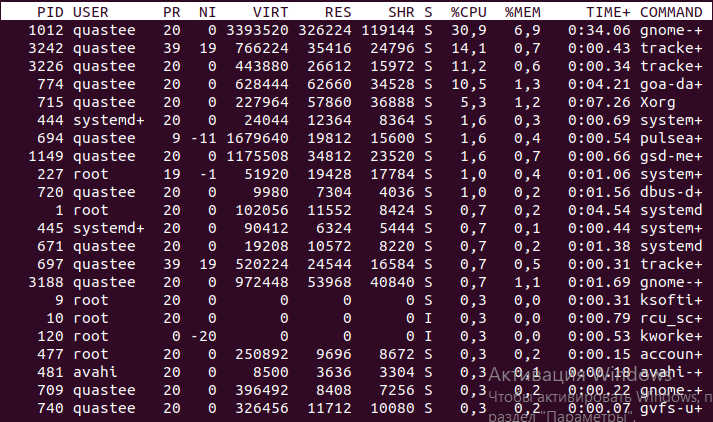 PID USER PR NI VIRT RES SHR S %CPU %MEM TIME+ COMMAND
1012 quastee 20 0 3393520 326224 119144 S 30,9 6,9 0:34.06 gnome-+
3242 quastee 39 19 766224 35416 24796 S 14,1 0,7 0:00.43 tracke+
3226 quastee 20 0 443880 26612 15972 S 11,2 0,6 0:00.34 tracke+
774 quastee 20 0 628444 62660 34528 S 10,5 1,3 0:04.21 goa-da+
715 quastee 20 0 227964 57860 36888 S 5,3 1,2 0:07.26 Xorg
444 systemd+ 20 0 24044 12364 8364 S 1,6 0,3 0:00.69 system+
694 quastee 9 -11 1679640 19812 15600 S 1,6 0,4 0:00.54 pulsea+
1149 quastee 20 0 1175508 34812 23520 S 1,6 0,7 0:00.66 gsd-me+
227 root 19 -1 51920 19428 17784 S 1,0 0,4 0:01.06 system+
720 quastee 20 0 9980 7304 4036 S 1,0 0,2 0:01.56 dbus-d+
1 root 20 0 102056 11552 8424 S 0,7 0,2 0:04.54 systemd
445 systemd+ 20 0 90412 6324 5444 S 0,7 0,1 0:00.44 system+
671 quastee 20 0 19208 10572 8220 S 0,7 0,2 0:01.38 systemd
697 quastee 39 19 520224 24544 16584 S 0,7 0,5 0:00.31 tracke+
3188 quastee 20 0 972448 53968 40840 S 0,7 1,1 0:01.69 gnome-+
9 root 20 0 0 0 0 S 0,3 0,0 0:00.31 ksofti+
10 root 20 0 0 0 0 I 0,3 0,0 0:00.79 rcu_sc+
120 root 0 -20 0 0 0 I 0,3 0,0 0:00.53 kworke+
477 root 20 0 250892 9696 8672 S 0,3 0,2 0:00.15 accoun+
481 avahi 20 0 8500 3636 3304 S 0,3 0,1 0:00.18 avahi-+
709 quastee 20 0 396492 8408 7256 S 0,3 0,2 0:00.22 gnome-+
740 quastee 20 0 326456 11712 10080 S 0,3 0,2 0:00.07 gvfs-u+
Активация Windows
Чтобы активировать Windows, п
раздел "Параметры".